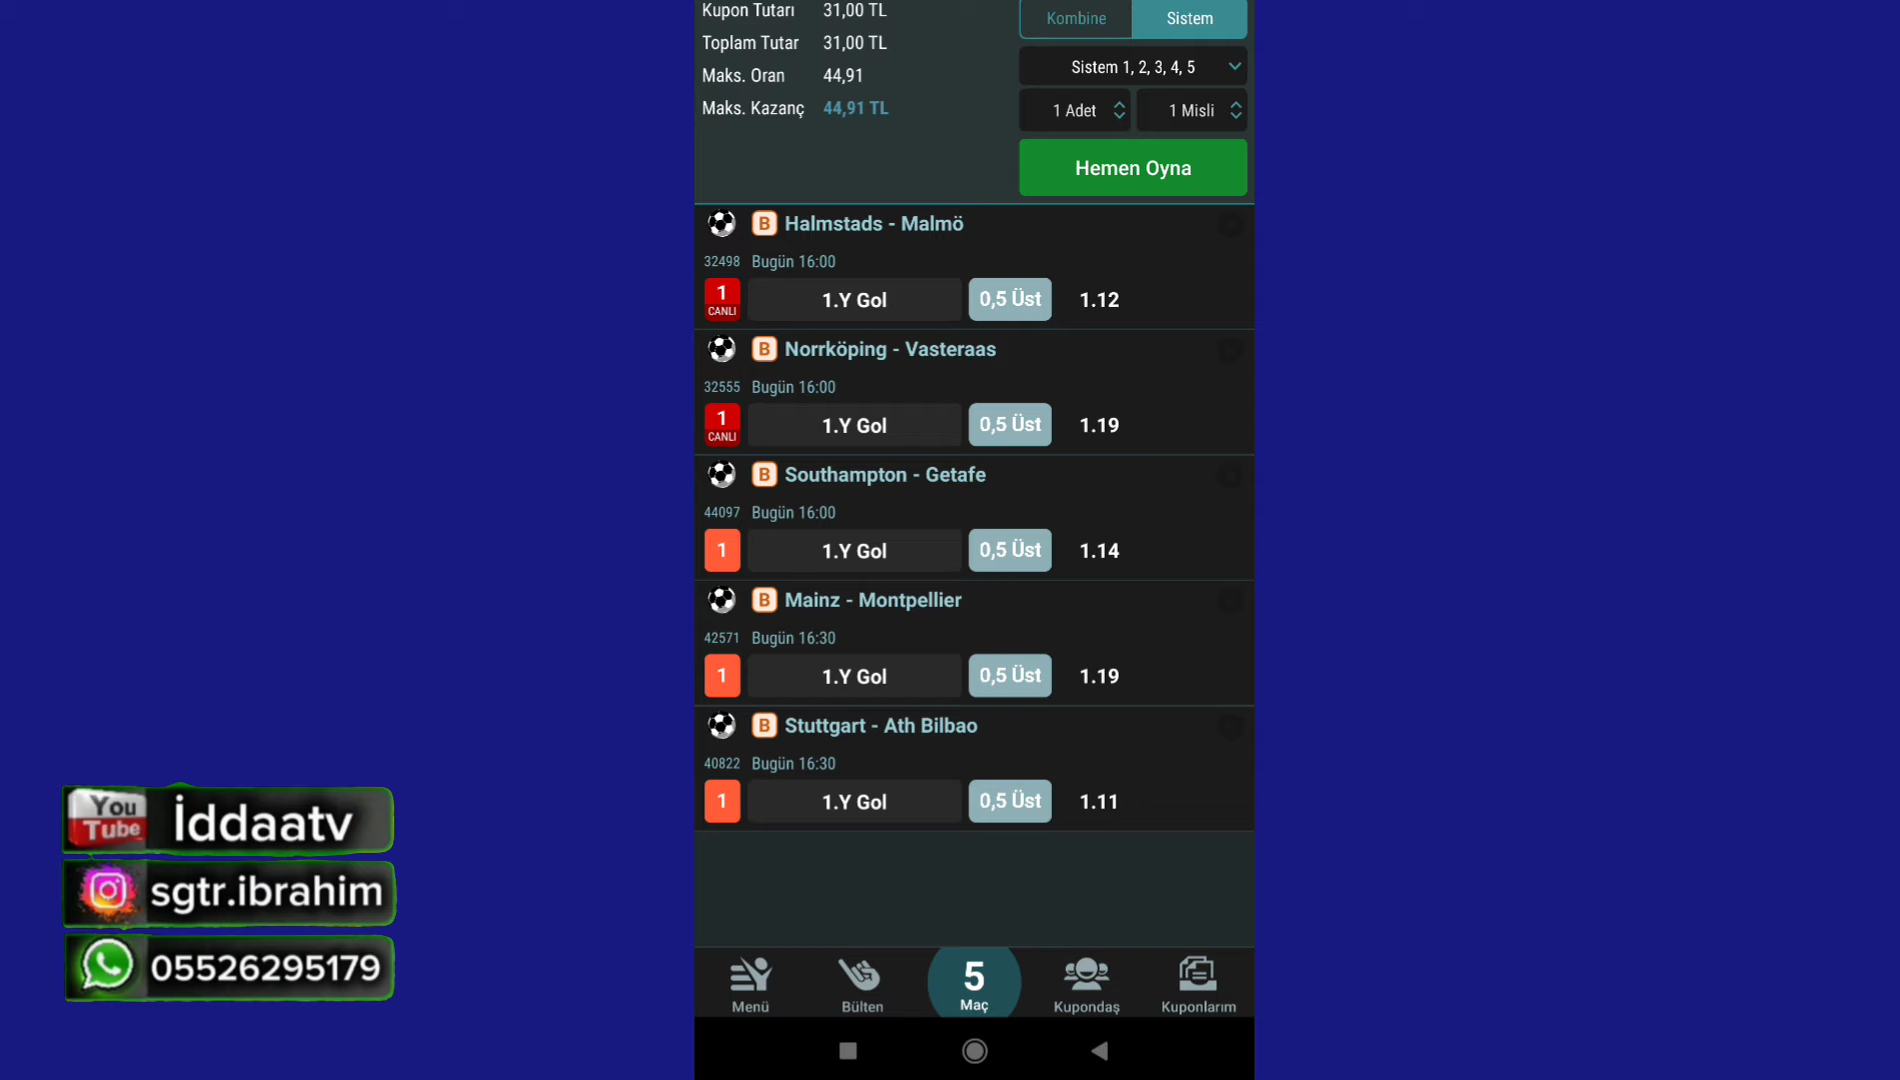 Kupon Tutarı 31,00 TL
Toplam Tutar 31,00 TL
Maks. Oran 44,91
Maks. Kazanç 44,91 TL
Kombine Sistem
Sistem 1, 2, 3, 4, 5
1 Adet 1 Misli
Hemen Oyna
B Halmstads - Malmö
32498 Bugün 16:00
1 CANLI 1.Y Gol 0,5 Üst 1.12
B Norrköping - Vasteraas
32555 Bugün 16:00
1 CANLI 1.Y Gol 0,5 Üst 1.19
B Southampton - Getafe
44097 Bugün 16:00
1 1.Y Gol 0,5 Üst 1.14
B Mainz - Montpellier
42571 Bugün 16:30
1 1.Y Gol 0,5 Üst 1.19
B Stuttgart - Ath Bilbao
40822 Bugün 16:30
1 1.Y Gol 0,5 Üst 1.11
You Tube İddaatv
sgtr.ibrahim
05526295179
Menü Bülten 5 Maç Kupondaş Kuponlarım